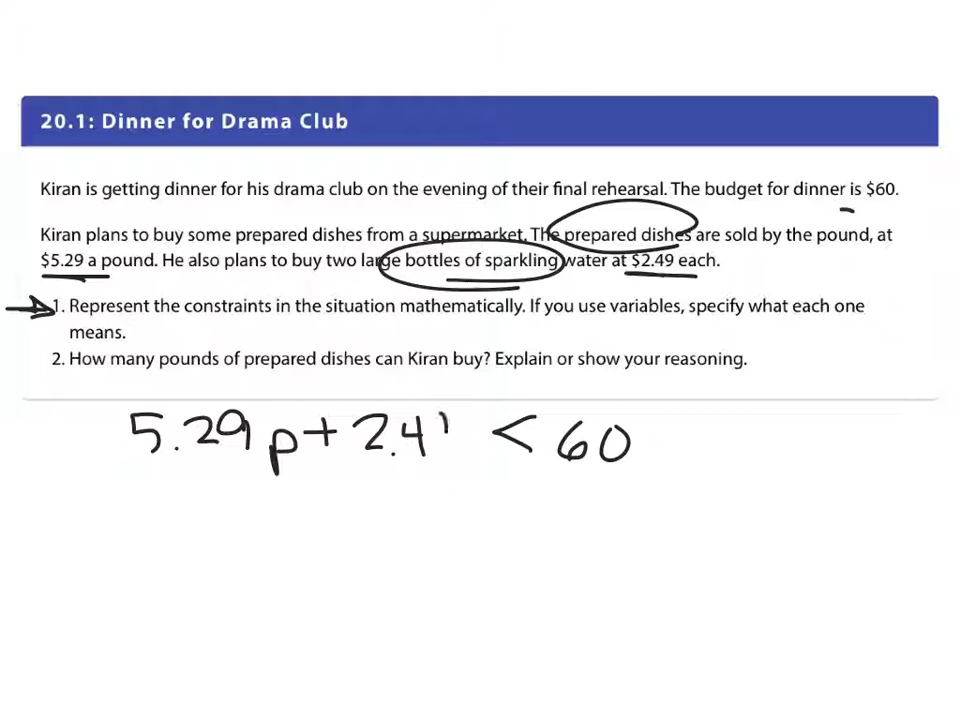 20.1: Dinner for Drama Club
Kiran is getting dinner for his drama club on the evening of their final rehearsal. The budget for dinner is $60.
Kiran plans to buy some prepared dishes from a supermarket. The prepared dishes are sold by the pound, at
$5.29 a pound. He also plans to buy two large bottles of sparkling water at $2.49 each.
1. Represent the constraints in the situation mathematically. If you use variables, specify what each one
means.
2. How many pounds of prepared dishes can Kiran buy? Explain or show your reasoning.
5.29p + 2.4 < 60